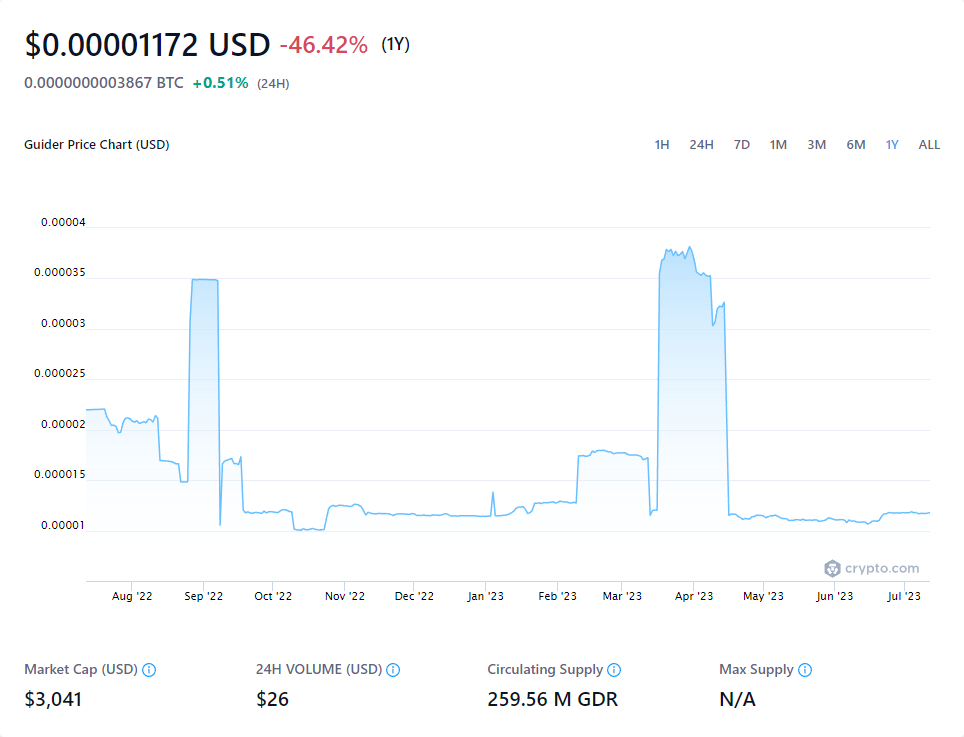 $0.00001172 USD -46.42% (1Y)
0.0000000003867 BTC +0.51% (24H)
Guider Price Chart (USD) 1H 24H 7D 1M 3M 6M 1Y ALL
0.00004
0.000035
0.00003
0.000025
0.00002
0.000015
0.00001
crypto.com
Aug '22 Sep '22 Oct '22 Nov '22 Dec '22 Jan '23 Feb '23 Mar '23 Apr '23 May '23 Jun '23 Jul '23
Market Cap (USD) 24H VOLUME (USD) Circulating Supply Max Supply
$3,041 $26 259.56 M GDR N/A